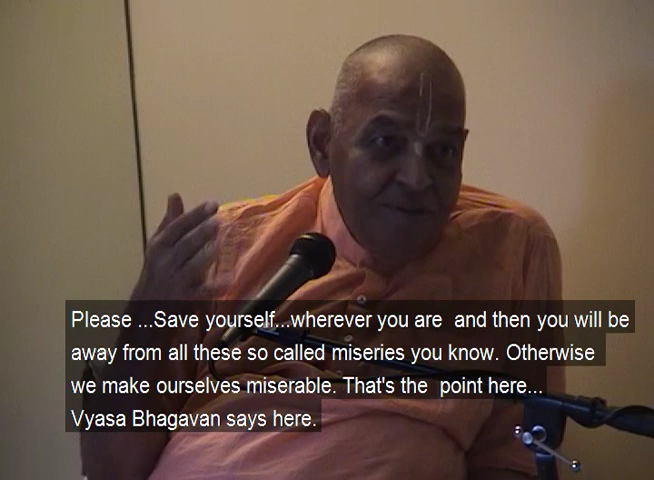 Please ...Save yourself...wherever you are  and then you will be
away from all these so called miseries you know. Otherwise
we make ourselves miserable. That's the  point here...
Vyasa Bhagavan says here.